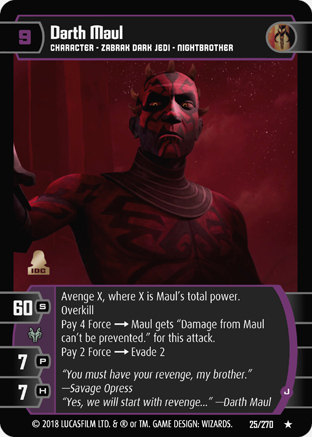 9
Darth Maul
CHARACTER • ZABRAK DARK JEDI • NIGHTBROTHER
IDC
60 S
Avenge X, where X is Maul's total power.
Overkill
Pay 4 Force → Maul gets "Damage from Maul
can't be prevented." for this attack.
Pay 2 Force → Evade 2
7 P
7 H
"You must have your revenge, my brother."
—Savage Opress
"Yes, we will start with revenge..." —Darth Maul
J
© 2018 LUCASFILM LTD. & ® or TM. GAME DESIGN: WIZARDS.
25/270 ★